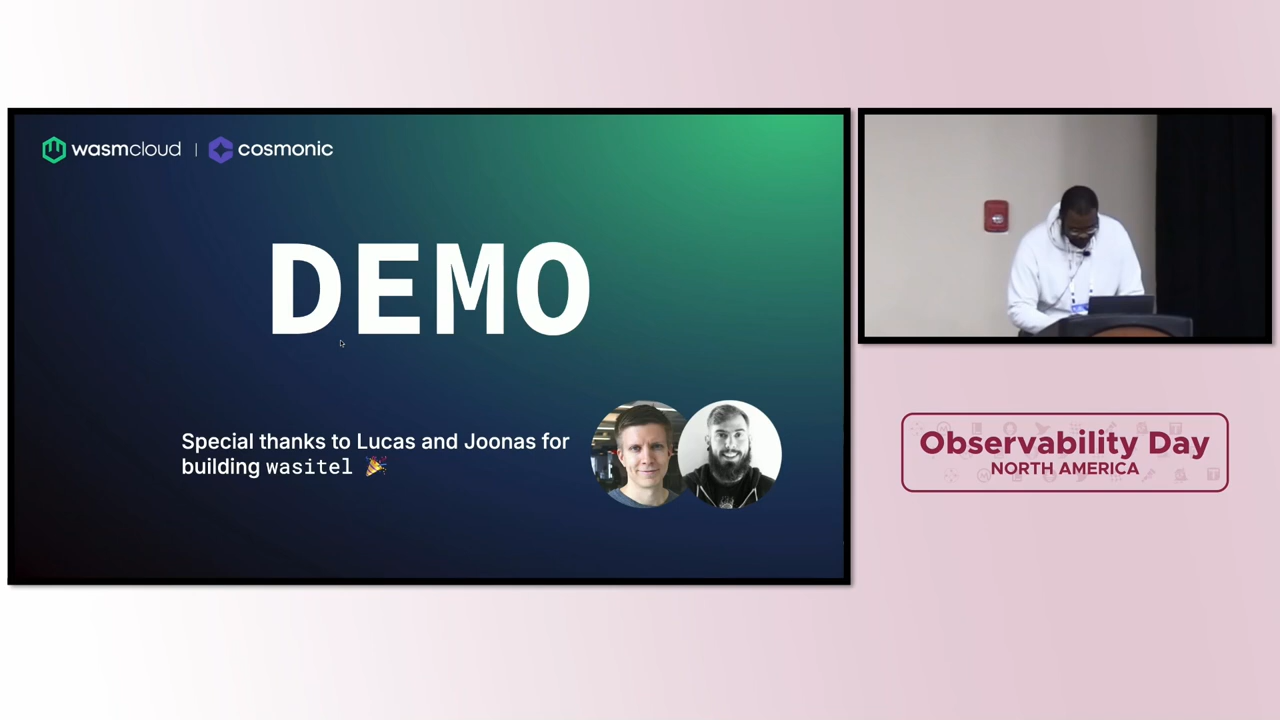 wasmcloud | cosmonic
DEMO
Special thanks to Lucas and Joonas for
building wasitel 🎉
Observability Day
NORTH AMERICA